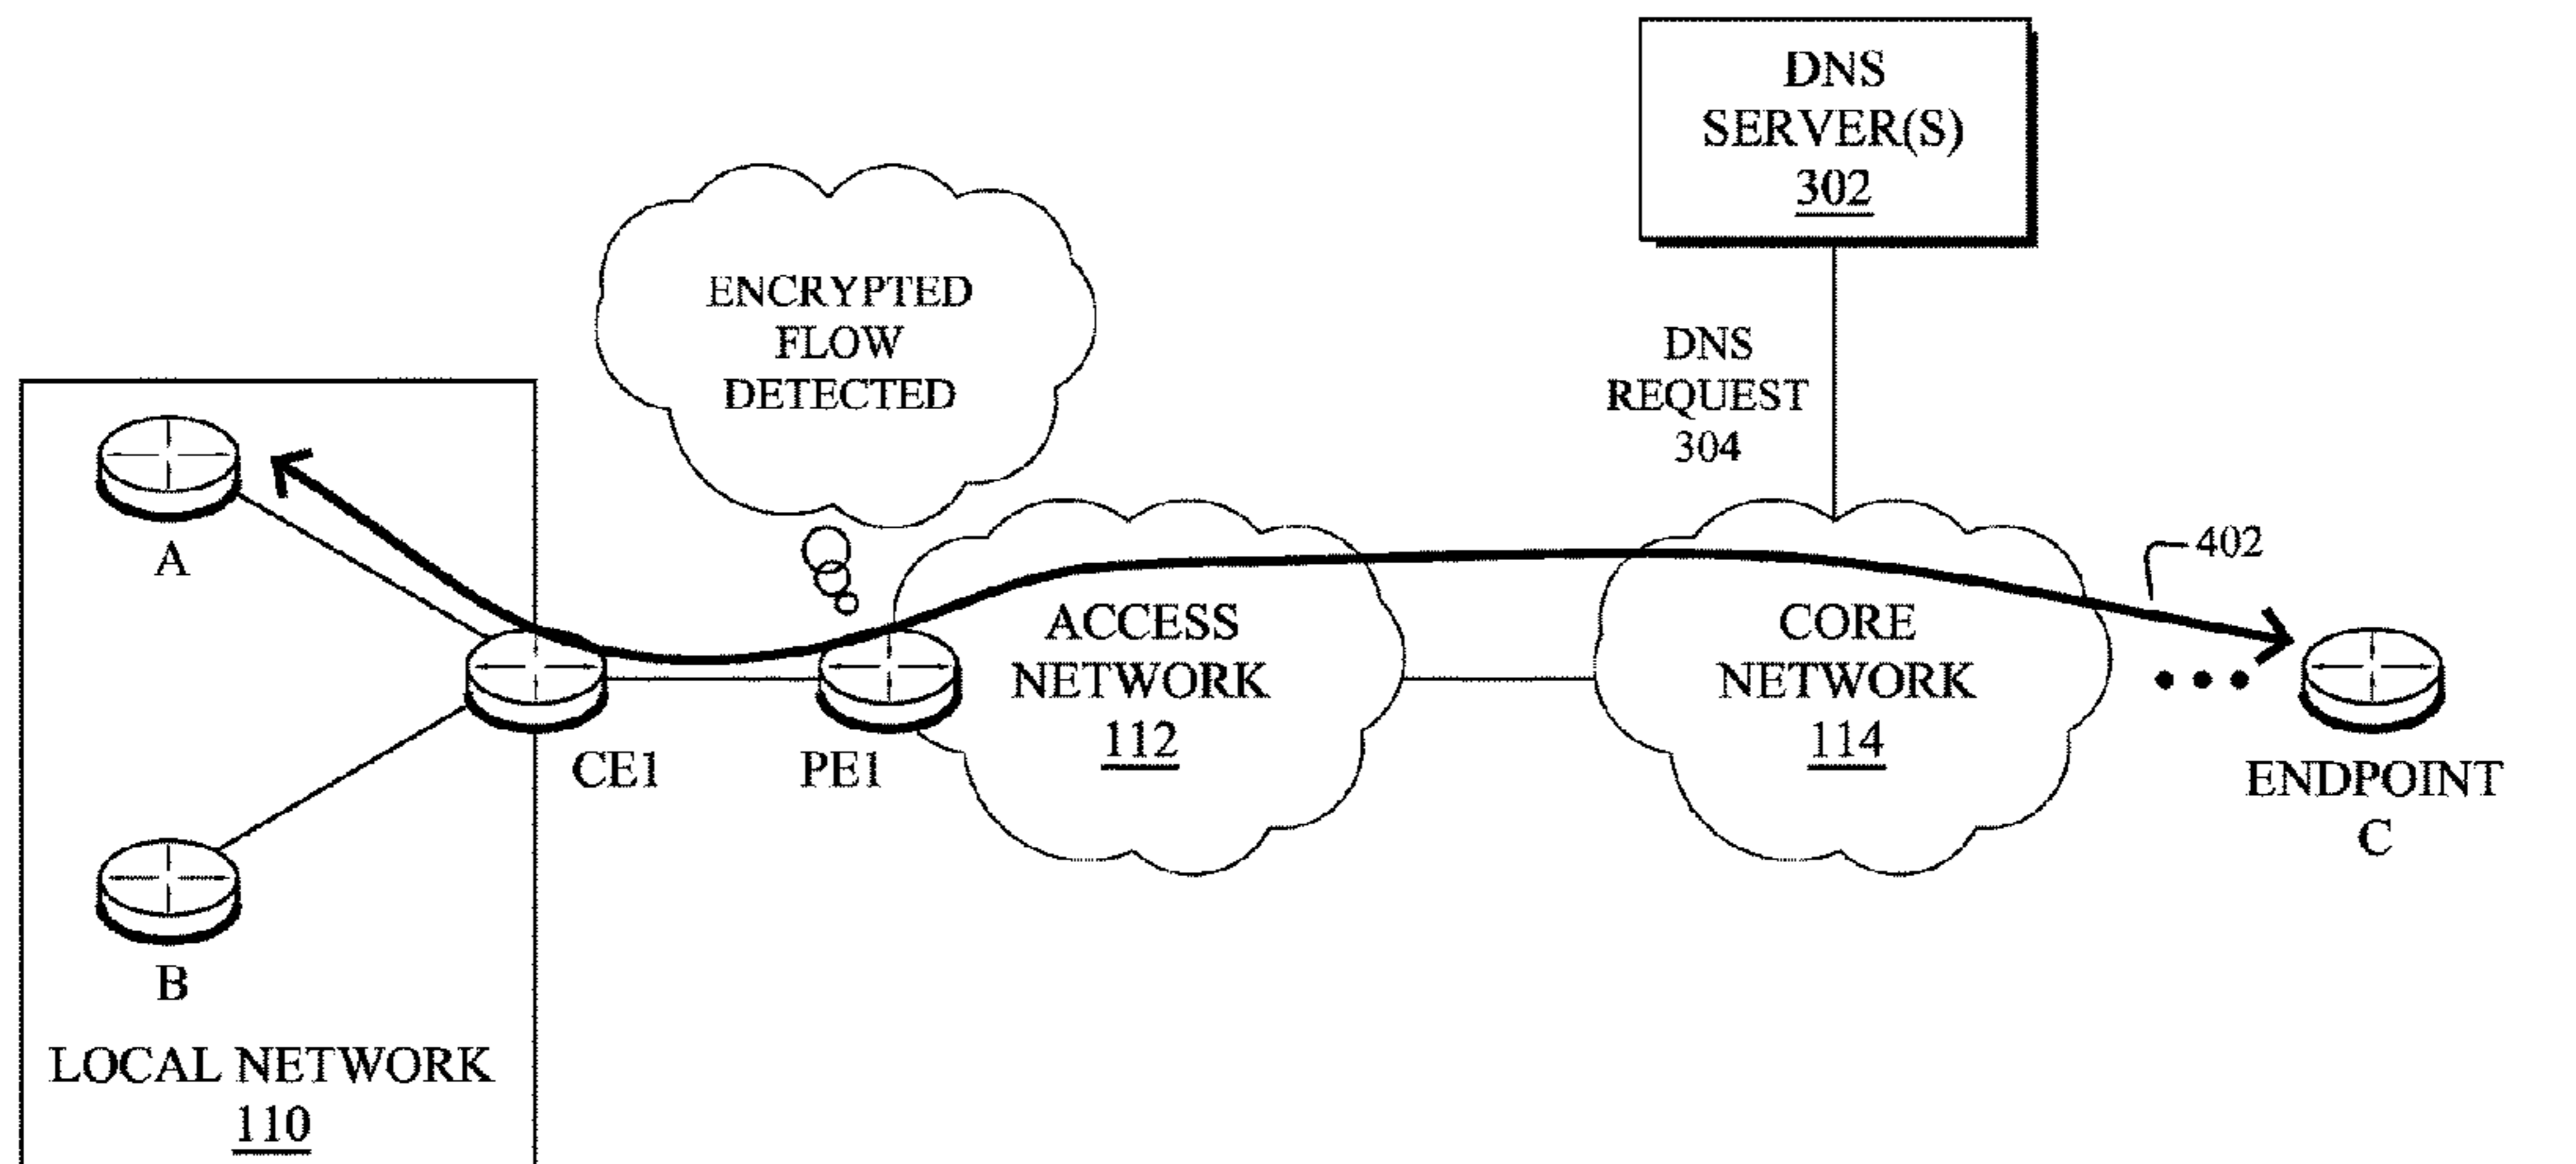 DNS
SERVER(S)
302
ENCRYPTED
FLOW
DETECTED
DNS
REQUEST
304
402
A
ACCESS
NETWORK
112
CORE
NETWORK
114
CE1
PE1
ENDPOINT
C
B
LOCAL NETWORK
110